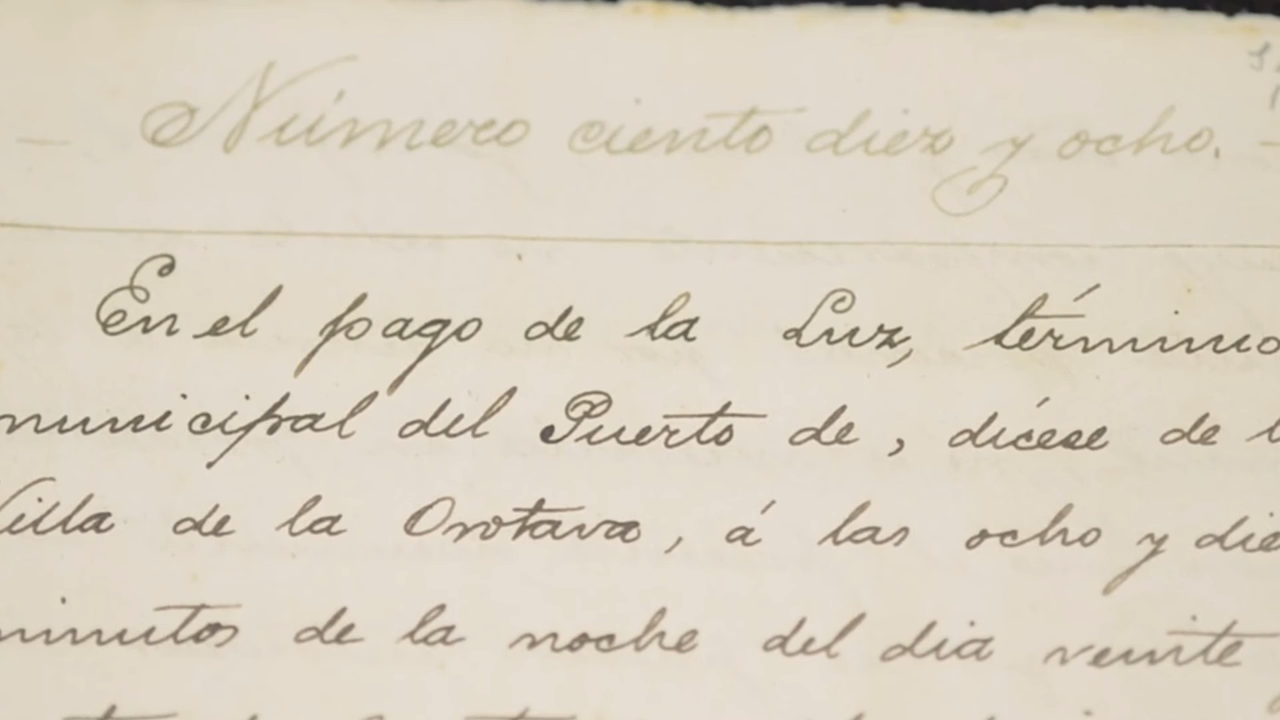 — Número ciento diez y ocho. —
En el pago de la Luz, término
municipal del Puerto de, dícese de
Villa de la Orotava, á las ocho y
minutos de la noche del dia veinte